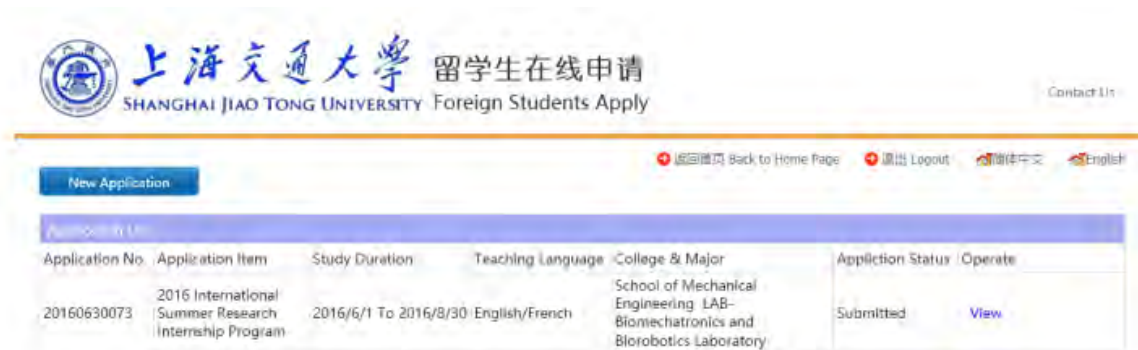 上海交通大學 留学生在线申请
SHANGHAI JIAO TONG UNIVERSITY Foreign Students Apply
Contact Us
返回首页 Back to Home Page 退出 Logout 简体中文 English
New Application
Application List
Application No Application Item Study Duration Teaching Language College & Major Appliction Status Operate
20160630073 2016 International Summer Research Internship Program 2016/6/1 To 2016/8/30 English/French School of Mechanical Engineering LAB-Biomechatronics and Biorobotics Laboratory Submitted View